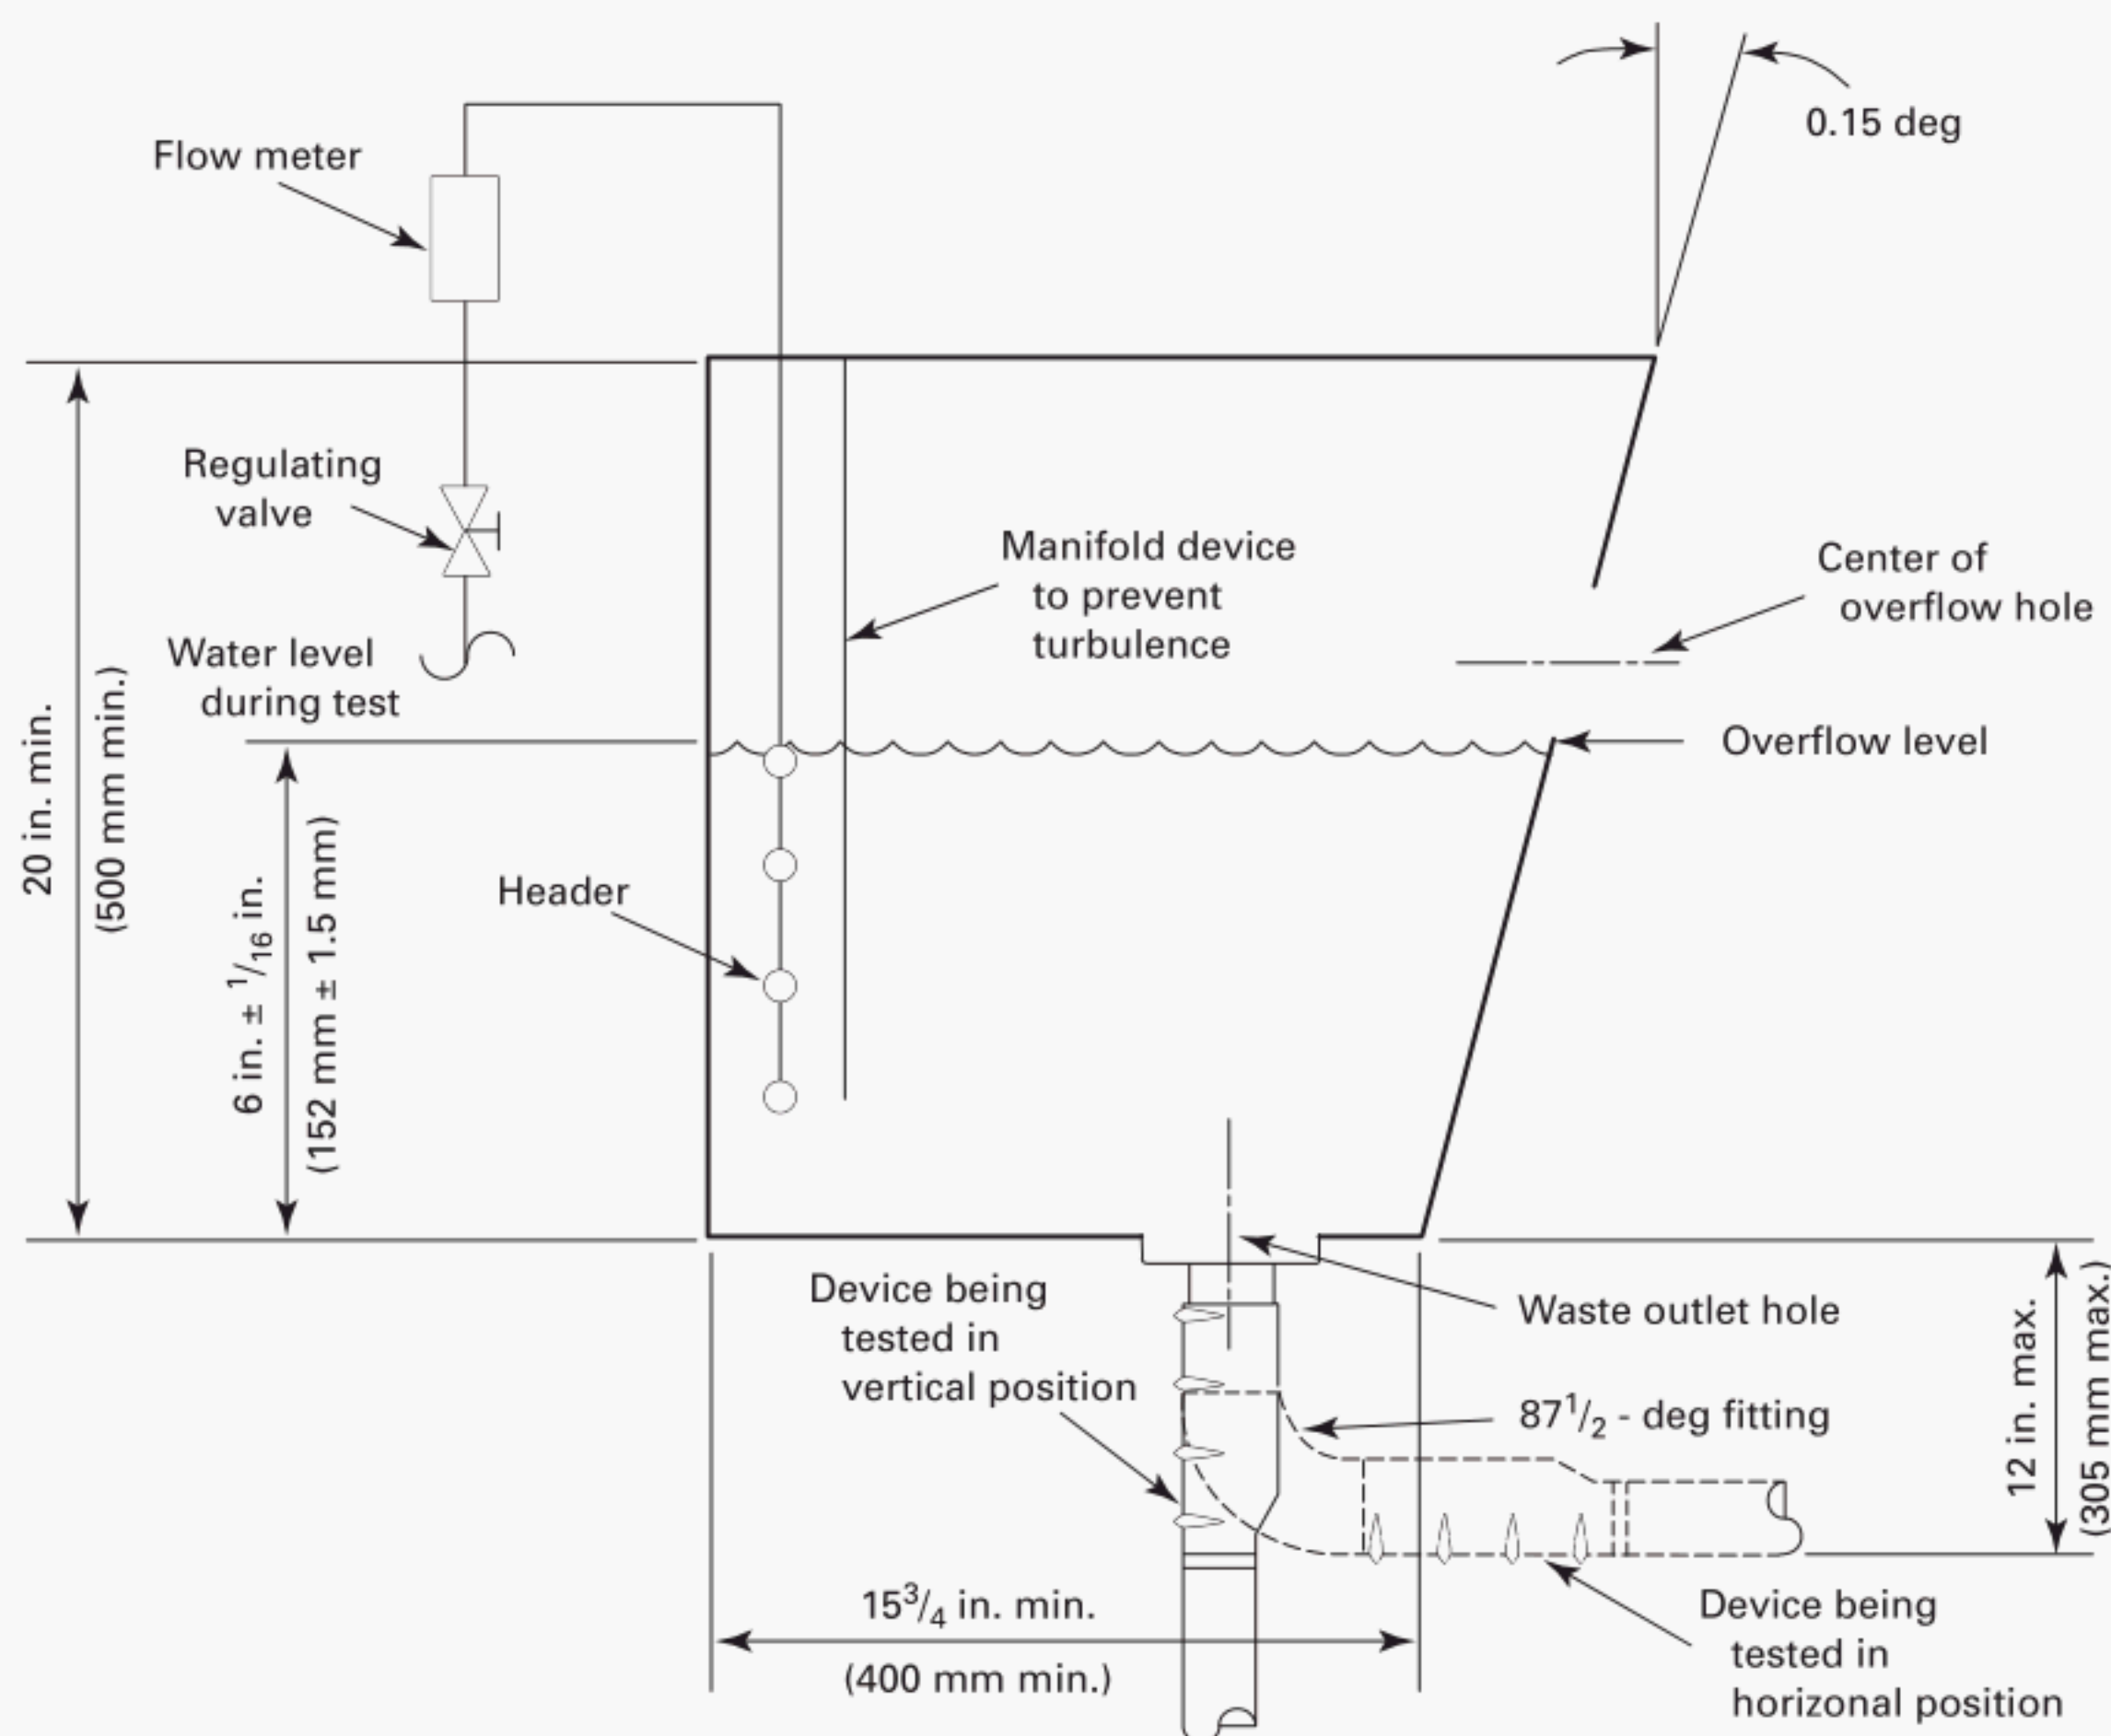 0.15 deg
Flow meter
Regulating
valve
Manifold device
to prevent
turbulence
Center of
overflow hole
Water level
during test
Overflow level
20 in. min.
(500 mm min.)
6 in. ± 1/16 in.
(152 mm ± 1.5 mm)
Header
Device being
tested in
vertical position
Waste outlet hole
87 1/2 - deg fitting
12 in. max.
(305 mm max.)
15 3/4 in. min.
(400 mm min.)
Device being
tested in
horizonal position